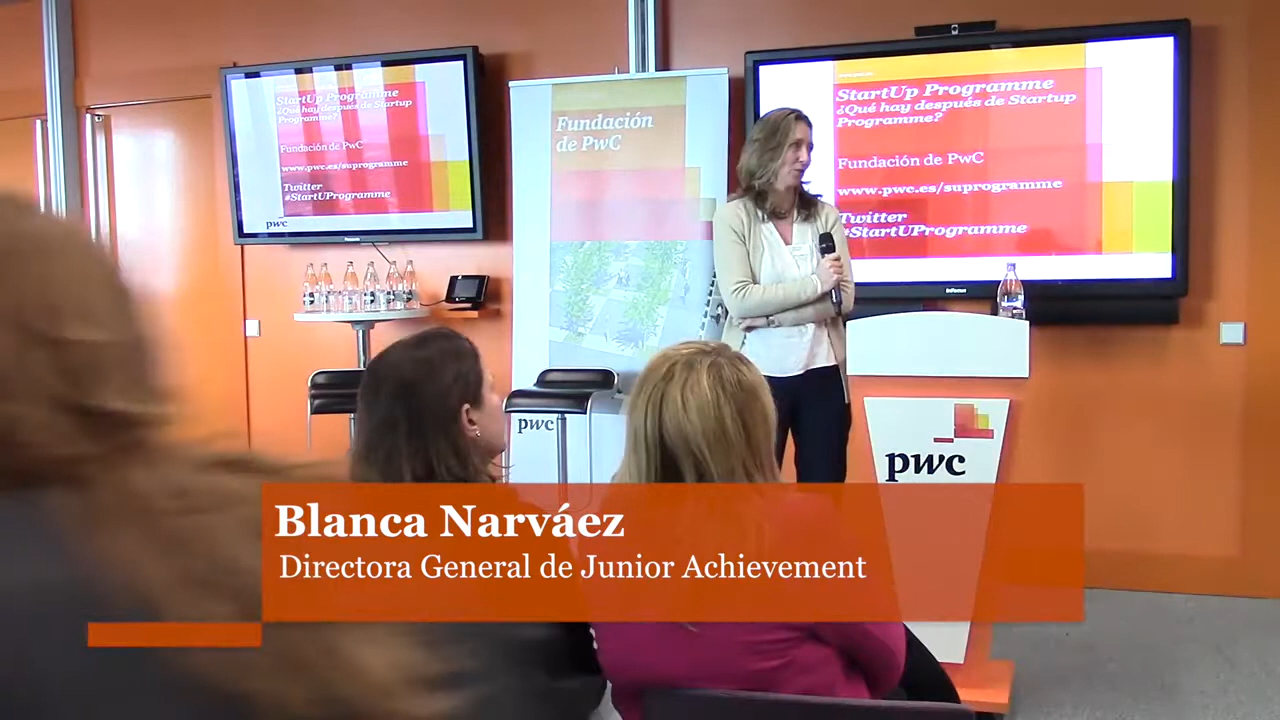 StartUp Programme
¿Qué hay después de Startup
Programme?
Fundación de PwC
www.pwc.es/suprogramme
Twitter
#StartUProgramme
pwc
Panasonic
Fundación
de PwC
pwc
StartUp Programme
¿Qué hay después de Startup
Programme?
Fundación de PwC
www.pwc.es/suprogramme
Twitter
#StartUProgramme
InFocus
pwc
Blanca Narváez
Directora General de Junior Achievement